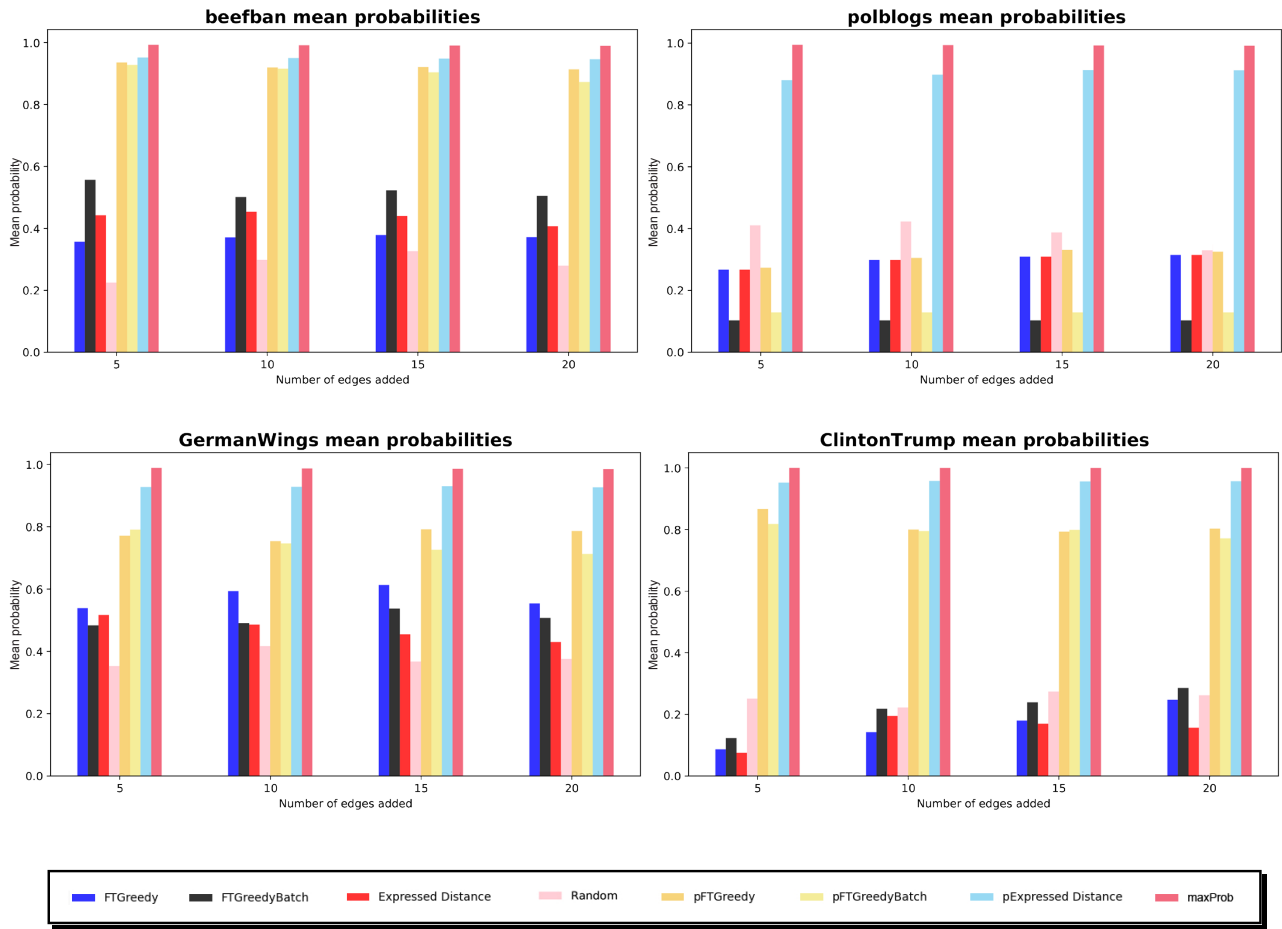 beefban mean probabilities
1.0
0.8
0.6
0.4
0.2
0.0
Mean probability
5 10 15 20
Number of edges added
polblogs mean probabilities
1.0
0.8
0.6
0.4
0.2
0.0
Mean probability
5 10 15 20
Number of edges added
GermanWings mean probabilities
1.0
0.8
0.6
0.4
0.2
0.0
Mean probability
5 10 15 20
Number of edges added
ClintonTrump mean probabilities
1.0
0.8
0.6
0.4
0.2
0.0
Mean probability
5 10 15 20
Number of edges added
FTGreedy FTGreedyBatch Expressed Distance Random pFTGreedy pFTGreedyBatch pExpressed Distance maxProb